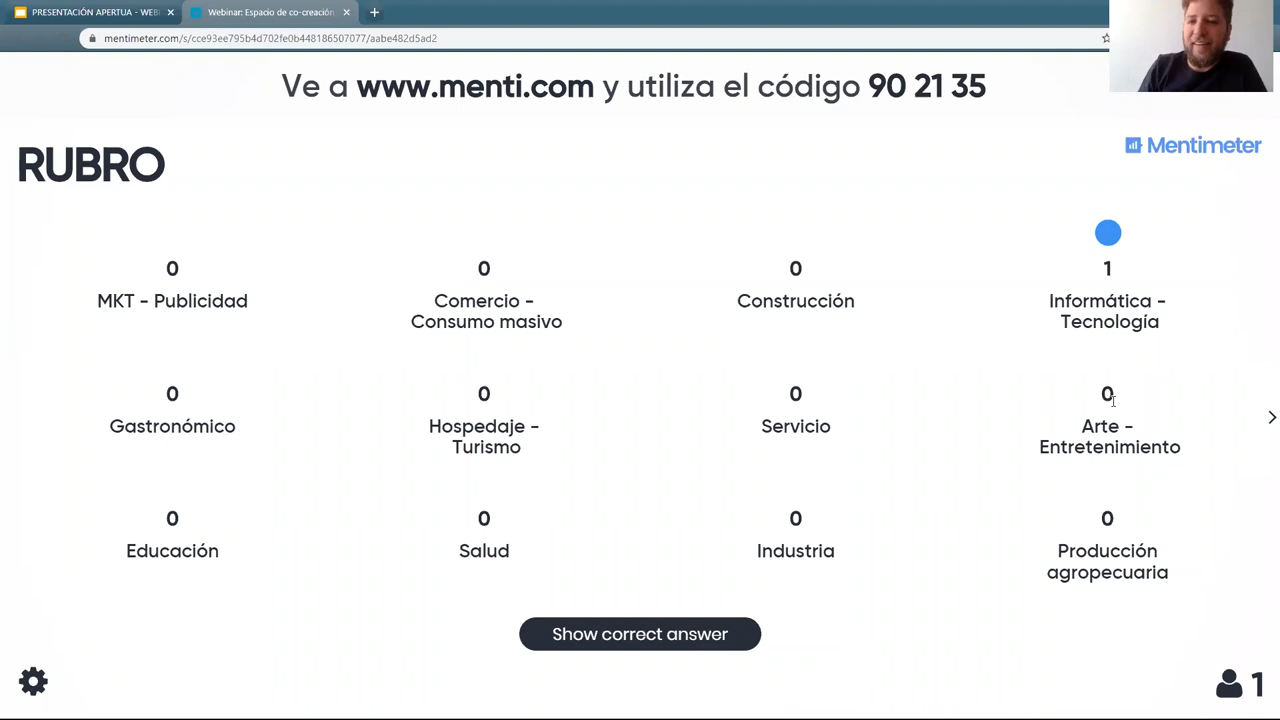 PRESENTACIÓN APERTUA - WEBI
Webinar: Espacio de co-creación
mentimeter.com/s/cce93ee795b4d702fe0b448186507077/aabe482d5ad2
Ve a www.menti.com y utiliza el código 90 21 35
RUBRO
Mentimeter
0
MKT - Publicidad
0
Comercio -
Consumo masivo
0
Construcción
1
Informática -
Tecnología
0
Gastronómico
0
Hospedaje -
Turismo
0
Servicio
0
Arte -
Entretenimiento
0
Educación
0
Salud
0
Industria
0
Producción
agropecuaria
Show correct answer
1